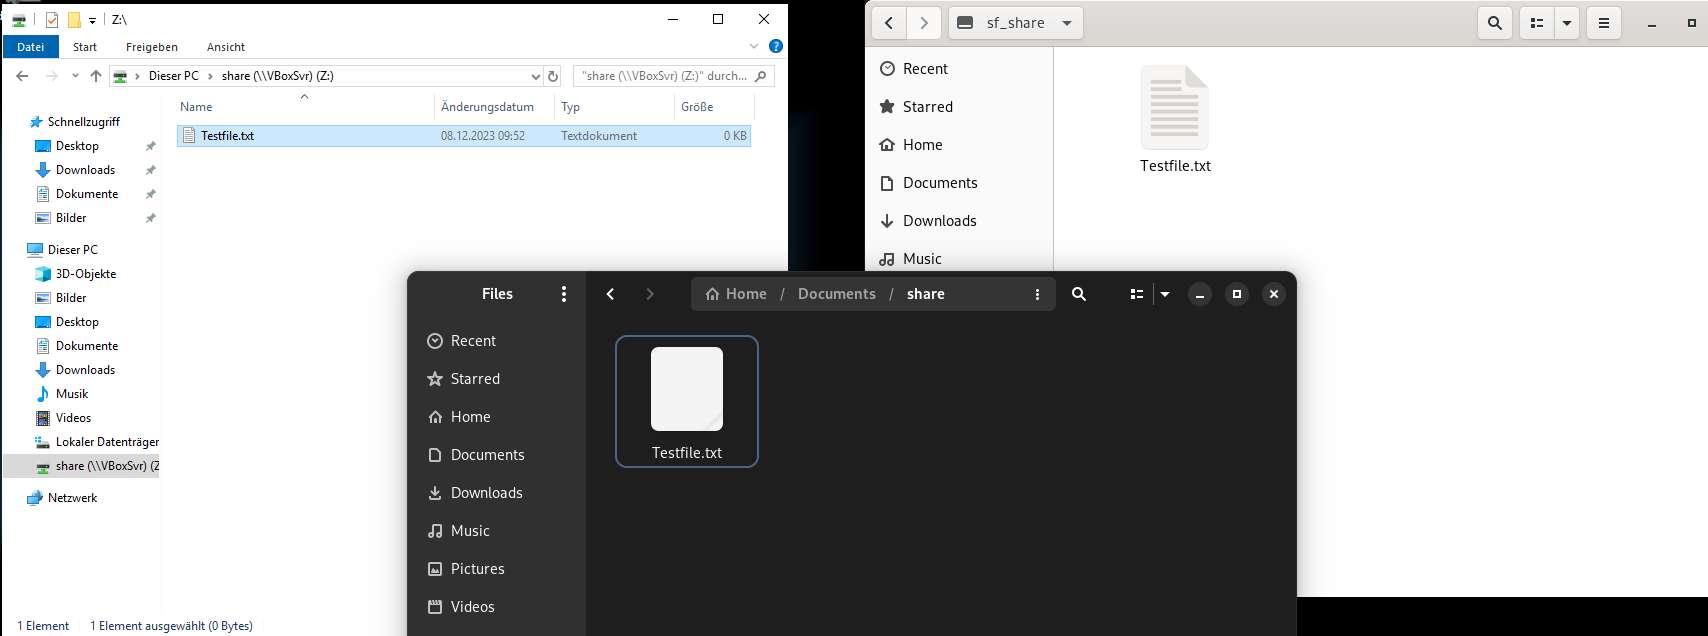 Z:\
Datei Start Freigeben Ansicht
Dieser PC share (\\VBoxSvr) (Z:)
"share (\\VBoxSvr) (Z:)" durch...
Name Änderungsdatum Typ Größe
Testfile.txt 08.12.2023 09:52 Textdokument 0 KB
Schnellzugriff
Desktop
Downloads
Dokumente
Bilder
Dieser PC
3D-Objekte
Bilder
Desktop
Dokumente
Downloads
Musik
Videos
Lokaler Datenträger
share (\\VBoxSvr) (Z
Netzwerk
1 Element 1 Element ausgewählt (0 Bytes)
sf_share
Recent
Starred
Home
Documents
Downloads
Music
Testfile.txt
Files
Home / Documents / share
Recent
Starred
Home
Documents
Downloads
Music
Pictures
Videos
Testfile.txt